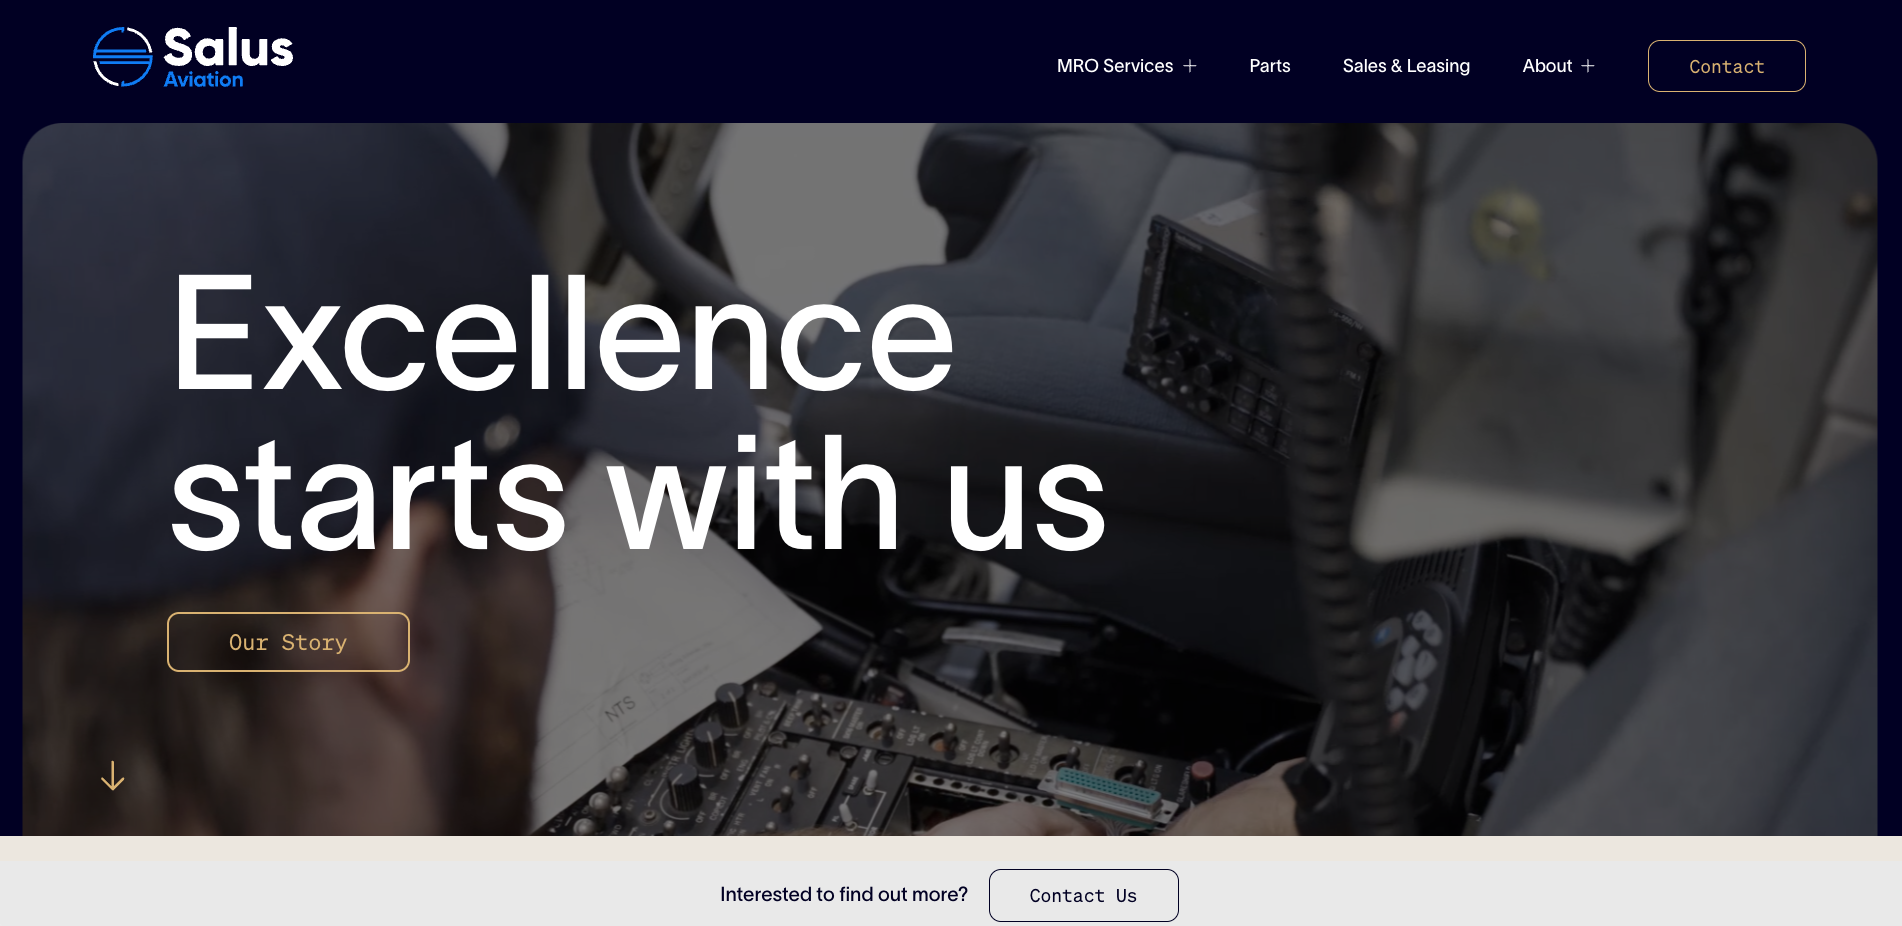 Salus
Aviation
MRO Services
Parts
Sales & Leasing
About
Contact
Excellence
starts with us
Our Story
NTS
Interested to find out more?
Contact Us